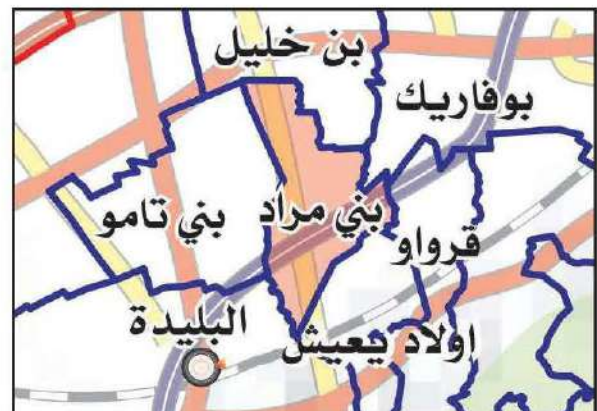 بن خليل
بوفاريك
بني مراد
بني تامو
قرواو
البليدة
اولاد يعيش